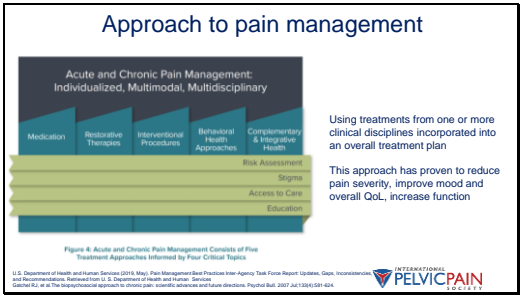 Approach to pain management
Acute and Chronic Pain Management:
Individualized, Multimodal, Multidisciplinary
Medication
Restorative
Therapies
Interventional
Procedures
Behavioral
Health
Approaches
Complementary
& Integrative
Health
Risk Assessment
Stigma
Access to Care
Education
Figure 4: Acute and Chronic Pain Management Consists of Five
Treatment Approaches Informed by Four Critical Topics
Using treatments from one or more
clinical disciplines incorporated into
an overall treatment plan
This approach has proven to reduce
pain severity, improve mood and
overall QoL, increase function
U.S. Department of Health and Human Services (2019, May). Pain Management Best Practices Inter-Agency Task Force Report: Updates, Gaps, Inconsistencies,
and Recommendations. Retrieved from U. S. Department of Health and Human Services
Gatchel RJ, et al. The biopsychosocial approach to chronic pain: scientific advances and future directions. Psychol Bull. 2007 Jul;133(4):581-624.
INTERNATIONAL
PELVICPAIN
SOCIETY